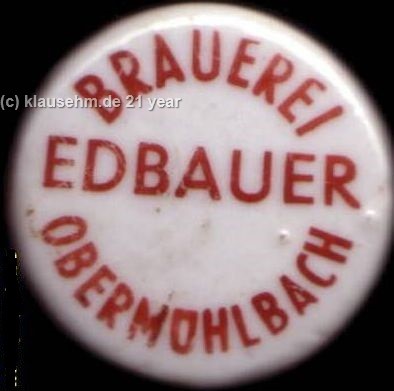 BRAUEREI
(c) klausehm.de 21 year
EDBAUER
OBERMÜHLBACH